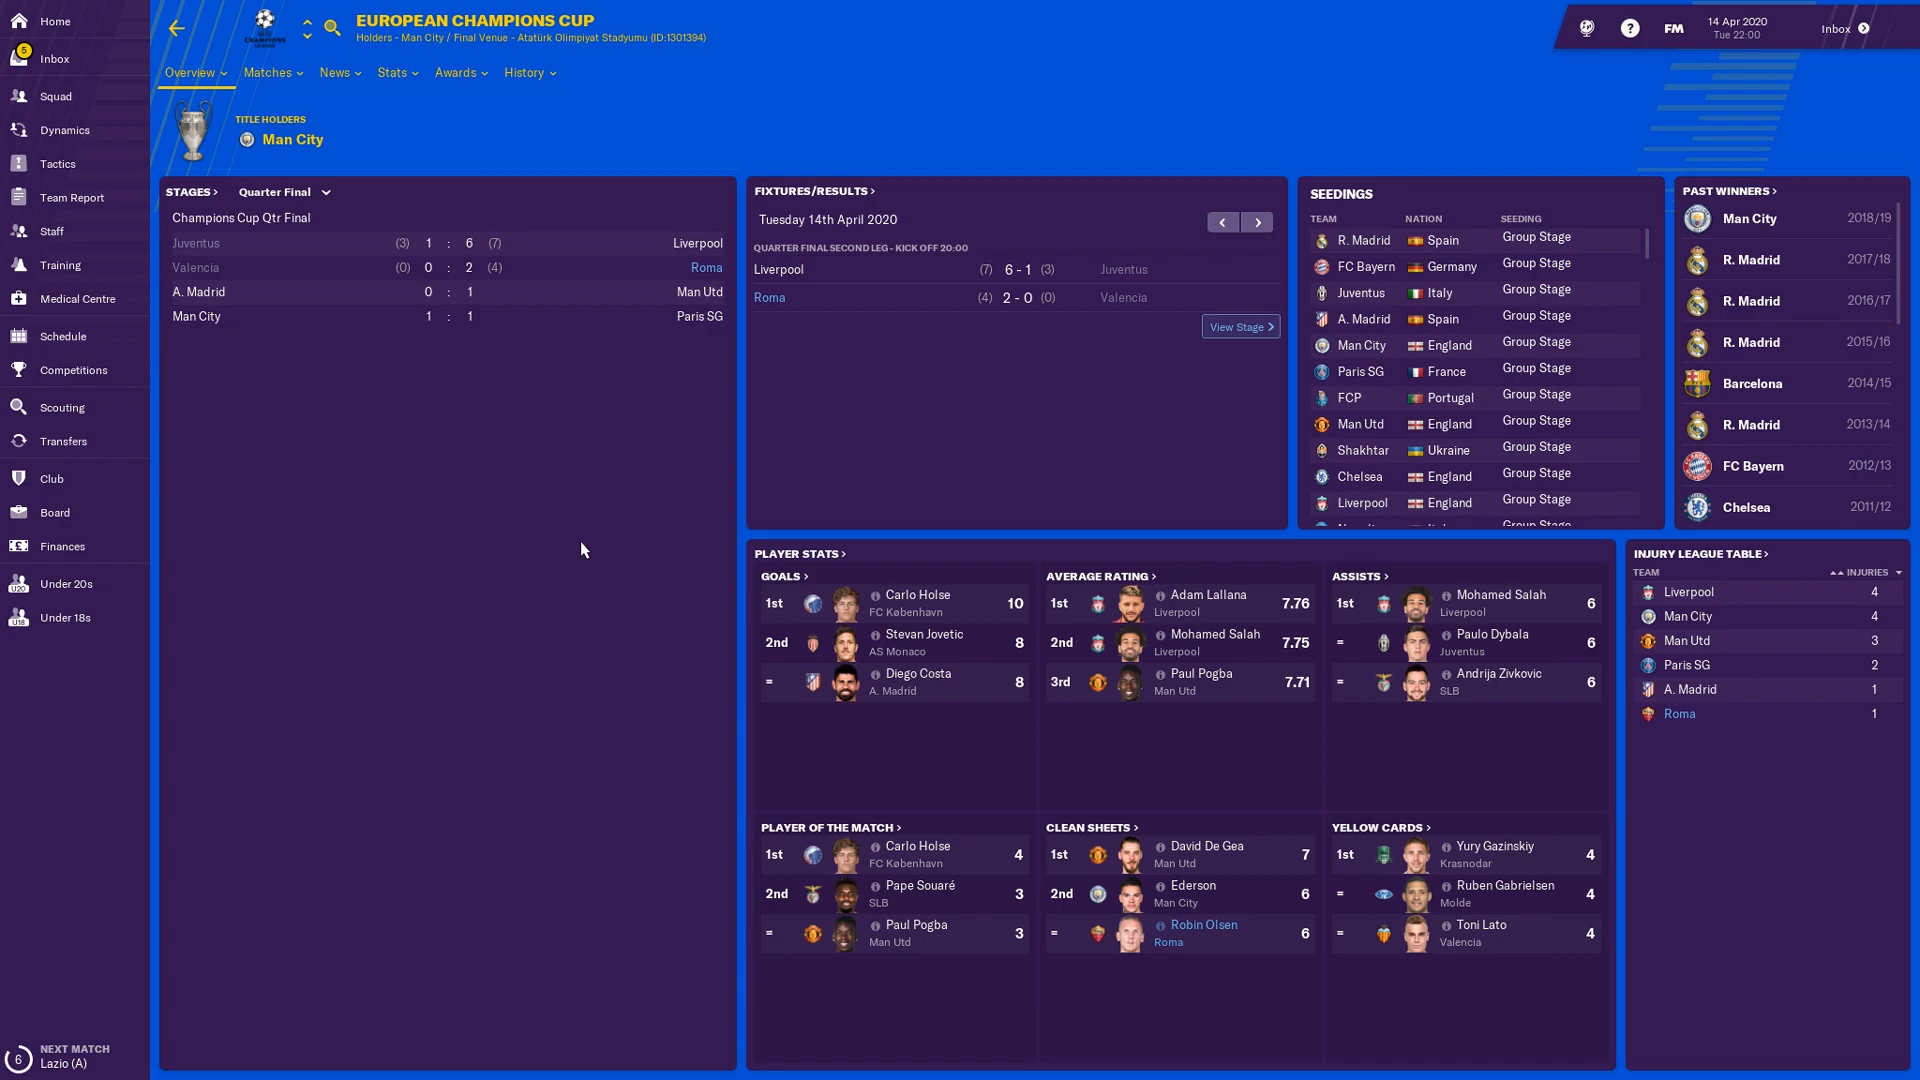 Home
5
Inbox
Squad
Dynamics
Tactics
Team Report
Staff
Training
Medical Centre
Schedule
Competitions
Scouting
Transfers
Club
Board
Finances
U20
Under 20s
U18
Under 18s
6
NEXT MATCH
Lazio (A)
CHAMPIONS LEAGUE
EUROPEAN CHAMPIONS CUP
Holders - Man City / Final Venue - Atatürk Olimpiyat Stadyumu (ID:1301394)
? FM
14 Apr 2020
Tue 22:00
Inbox
Overview Matches News Stats Awards History
TITLE HOLDERS
Man City
STAGES > Quarter Final
Champions Cup Qtr Final
Juventus (3) 1 : 6 (7) Liverpool
Valencia (0) 0 : 2 (4) Roma
A. Madrid 0 : 1 Man Utd
Man City 1 : 1 Paris SG
FIXTURES/RESULTS >
Tuesday 14th April 2020
QUARTER FINAL SECOND LEG - KICK OFF 20:00
Liverpool (7) 6 - 1 (3) Juventus
Roma (4) 2 - 0 (0) Valencia
View Stage >
SEEDINGS
TEAM NATION SEEDING
R. Madrid Spain Group Stage
FC Bayern Germany Group Stage
Juventus Italy Group Stage
A. Madrid Spain Group Stage
Man City England Group Stage
Paris SG France Group Stage
FCP Portugal Group Stage
Man Utd England Group Stage
Shakhtar Ukraine Group Stage
Chelsea England Group Stage
Liverpool England Group Stage
Group Stage
PAST WINNERS >
Man City 2018/19
R. Madrid 2017/18
R. Madrid 2016/17
R. Madrid 2015/16
Barcelona 2014/15
R. Madrid 2013/14
FC Bayern 2012/13
Chelsea 2011/12
PLAYER STATS >
GOALS >
1st Carlo Holse 10
FC København
2nd Stevan Jovetic 8
AS Monaco
= Diego Costa 8
A. Madrid
AVERAGE RATING >
1st Adam Lallana 7.76
Liverpool
2nd Mohamed Salah 7.75
Liverpool
3rd Paul Pogba 7.71
Man Utd
ASSISTS >
1st Mohamed Salah 6
Liverpool
= Paulo Dybala 6
Juventus
= Andrija Zivkovic 6
SLB
PLAYER OF THE MATCH >
1st Carlo Holse 4
FC København
2nd Pape Souaré 3
SLB
= Paul Pogba 3
Man Utd
CLEAN SHEETS >
1st David De Gea 7
Man Utd
2nd Ederson 6
Man City
= Robin Olsen 6
Roma
YELLOW CARDS >
1st Yury Gazinskiy 4
Krasnodar
= Ruben Gabrielsen 4
Molde
= Toni Lato 4
Valencia
INJURY LEAGUE TABLE >
TEAM INJURIES
Liverpool 4
Man City 4
Man Utd 3
Paris SG 2
A. Madrid 1
Roma 1